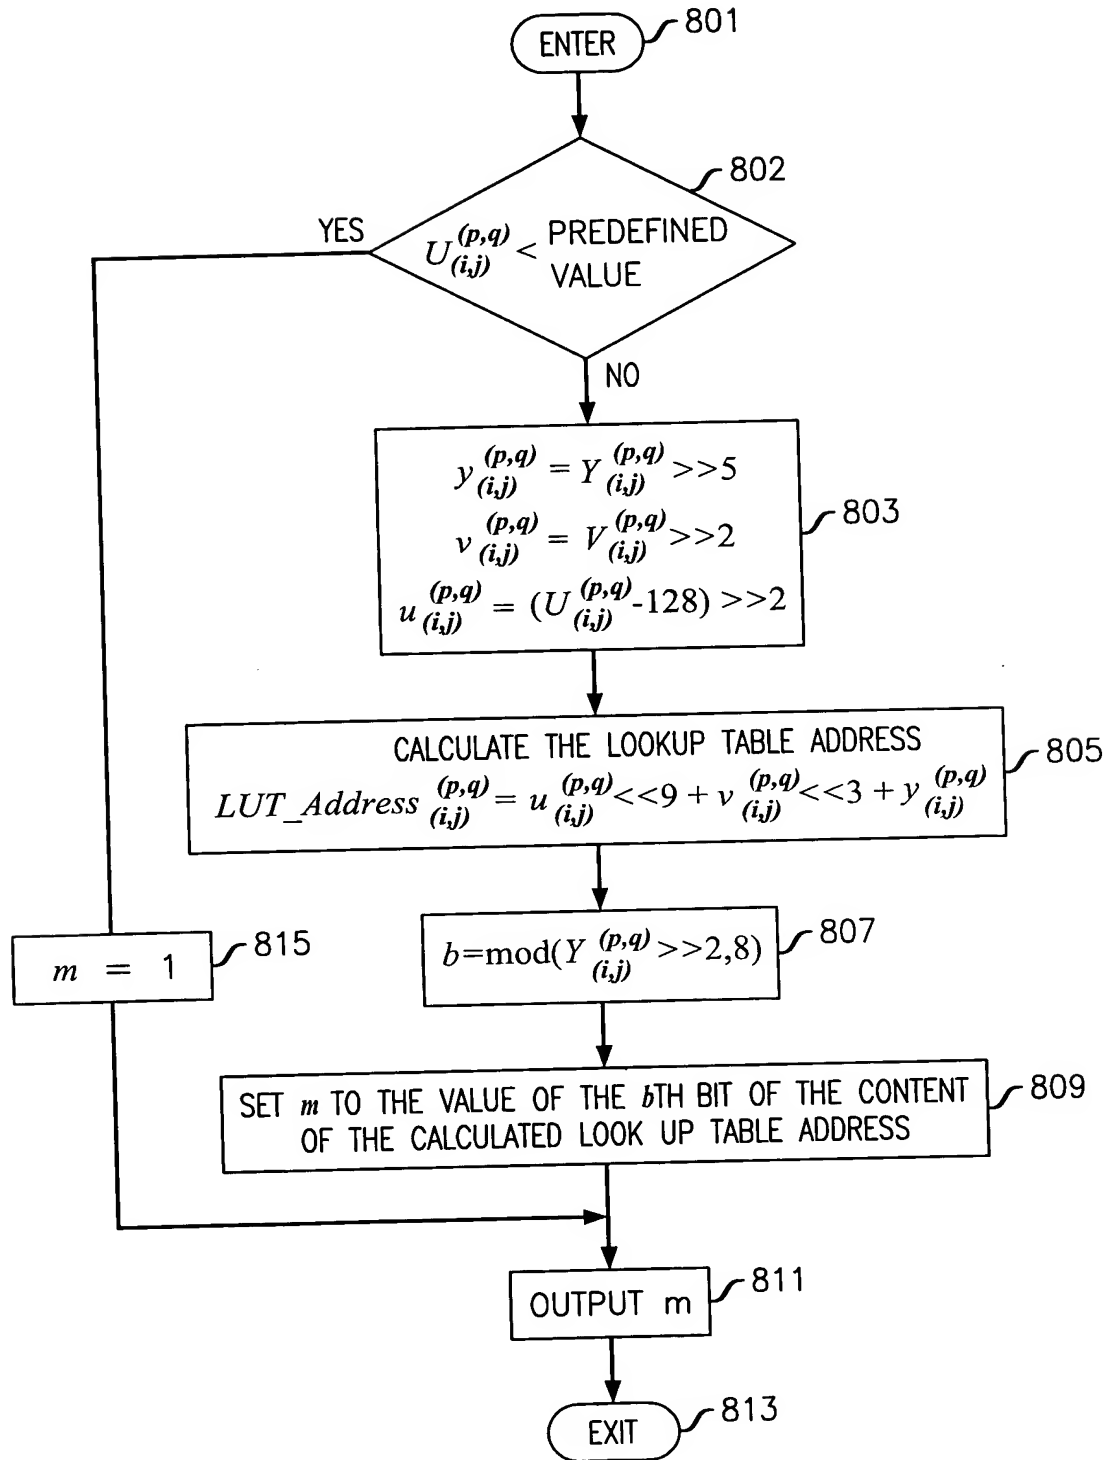 ENTER
801
802
YES
U (p,q) (i,j) < PREDEFINED
VALUE
NO
y (p,q) (i,j) = Y (p,q) (i,j) >>5
v (p,q) (i,j) = V (p,q) (i,j) >>2
u (p,q) (i,j) = (U (p,q) (i,j) -128) >>2
803
CALCULATE THE LOOKUP TABLE ADDRESS
LUT_Address (p,q) (i,j) = u (p,q) (i,j) <<9 + v (p,q) (i,j) <<3 + y (p,q) (i,j)
805
b=mod(Y (p,q) (i,j) >>2,8)
807
m = 1
815
SET m TO THE VALUE OF THE bTH BIT OF THE CONTENT
OF THE CALCULATED LOOK UP TABLE ADDRESS
809
OUTPUT m
811
EXIT
813